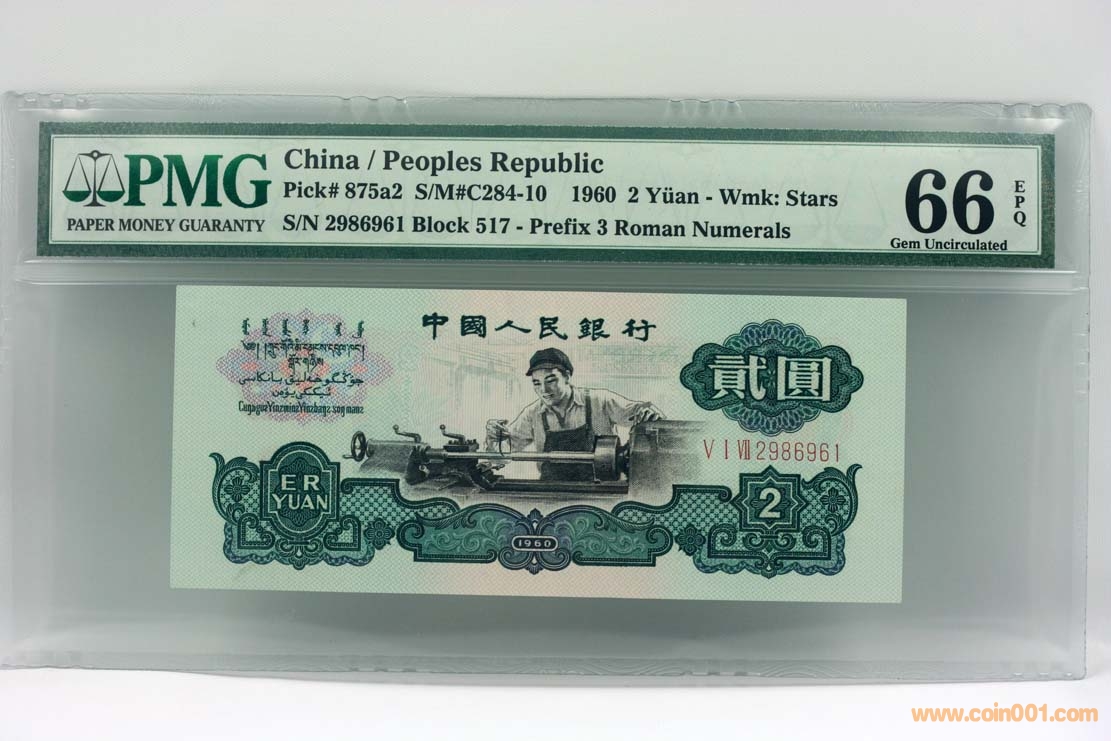 PMG
PAPER MONEY GUARANTY
China / Peoples Republic
Pick# 875a2 S/M#C284-10 1960 2 Yüan - Wmk: Stars
S/N 2986961 Block 517 - Prefix 3 Roman Numerals
66 EPQ
Gem Uncirculated
中國人民銀行
貳圓
V I VII 2986961
ER
YUAN
2
1960
www.coin001.com